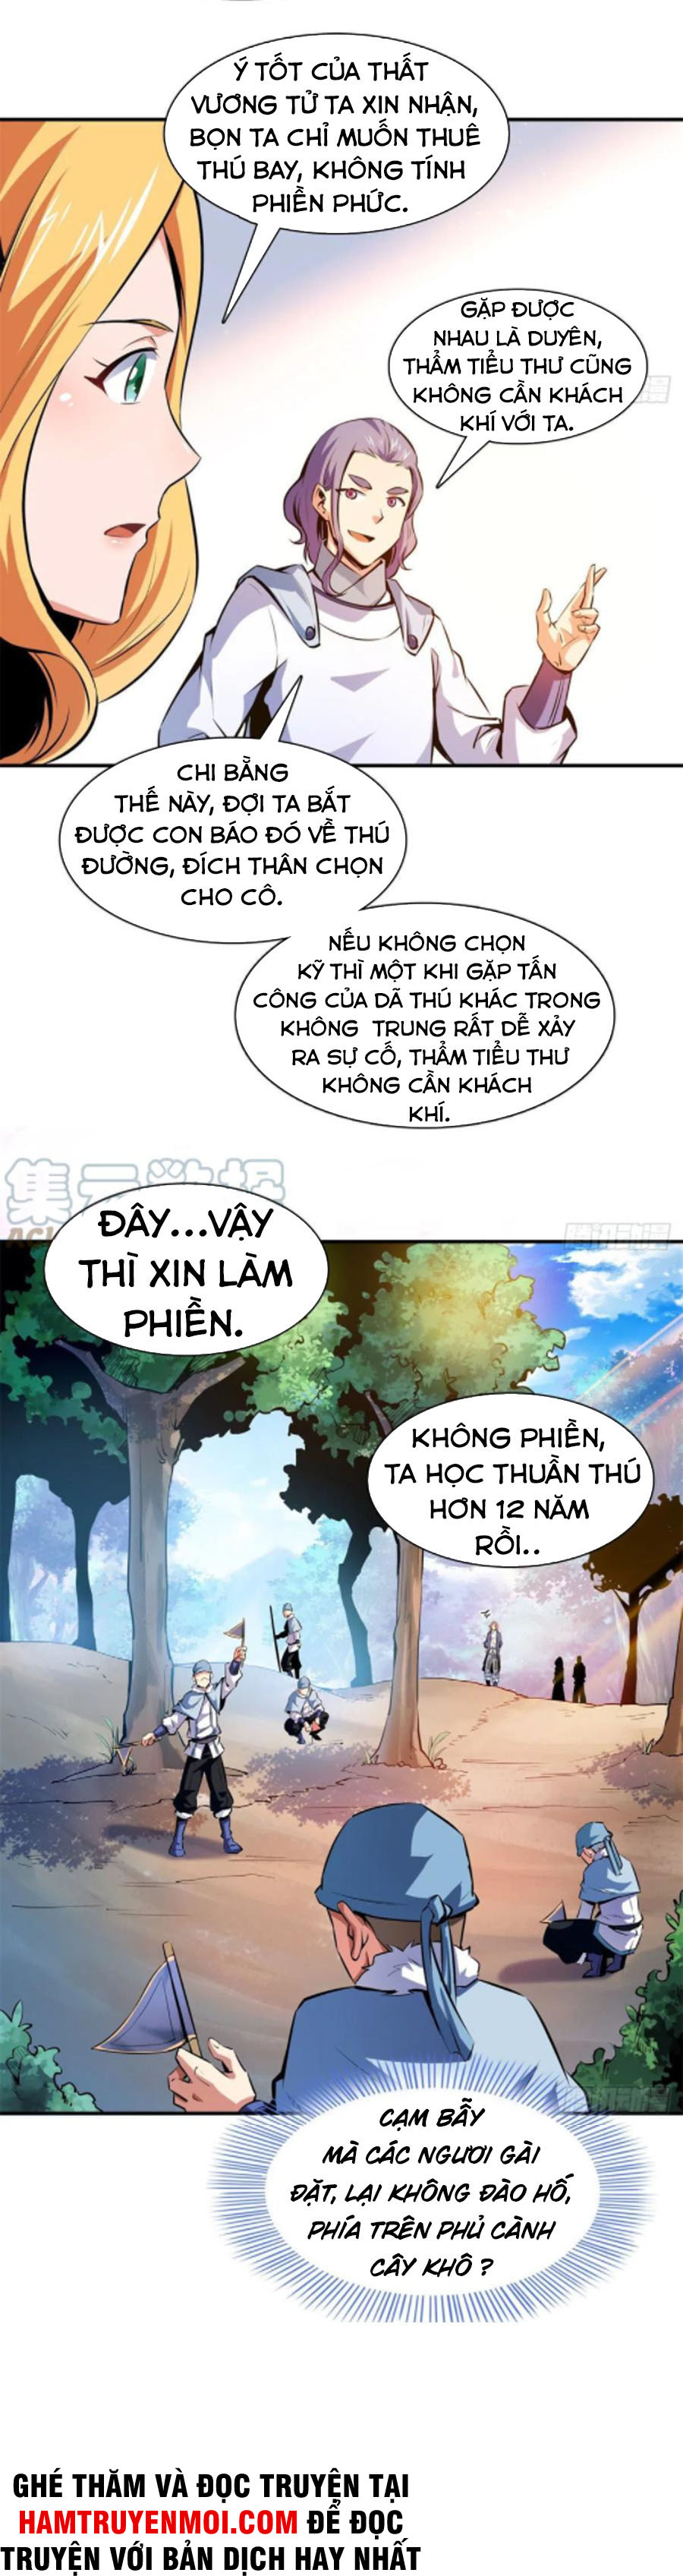 Ý TỐT CỦA THẤT
VƯƠNG TỬ TA XIN NHẬN,
BỌN TA CHỈ MUỐN THUÊ
THÚ BAY, KHÔNG TÍNH
PHIỀN PHỨC.
GẶP ĐƯỢC
NHAU LÀ DUYÊN,
THẨM TIỂU THƯ CŨNG
KHÔNG CẦN KHÁCH
KHÍ VỚI TA.
CHI BẰNG
THẾ NÀY, ĐỢI TA BẮT
ĐƯỢC CON BÁO ĐÓ VỀ THÚ
ĐƯỜNG, ĐÍCH THÂN CHỌN
CHO CÔ.
NẾU KHÔNG CHỌN
KỸ THÌ MỘT KHI GẶP TẤN
CÔNG CỦA DÃ THÚ KHÁC TRONG
KHÔNG TRUNG RẤT DỄ XẢY
RA SỰ CỐ, THẨM TIỂU THƯ
KHÔNG CẦN KHÁCH
KHÍ.
ĐÂY...VẬY
THÌ XIN LÀM
PHIỀN.
KHÔNG PHIỀN,
TA HỌC THUẦN THÚ
HƠN 12 NĂM
RỒI..
CẠM BẪY
MÀ CÁC NGƯƠI GÀI
ĐẶT, LẠI KHÔNG ĐÀO HỐ,
PHÍA TRÊN PHỦ CÀNH
CÂY KHÔ ?
GHÉ THĂM VÀ ĐỌC TRUYỆN TẠI
HAMTRUYENMOI.COM ĐỂ ĐỌC
TRUYỆN VỚI BẢN DỊCH HAY NHẤT